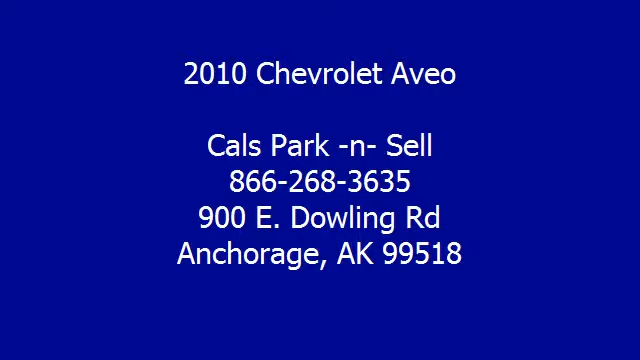 2010 Chevrolet Aveo
Cals Park -n- Sell
866-268-3635
900 E. Dowling Rd
Anchorage, AK 99518